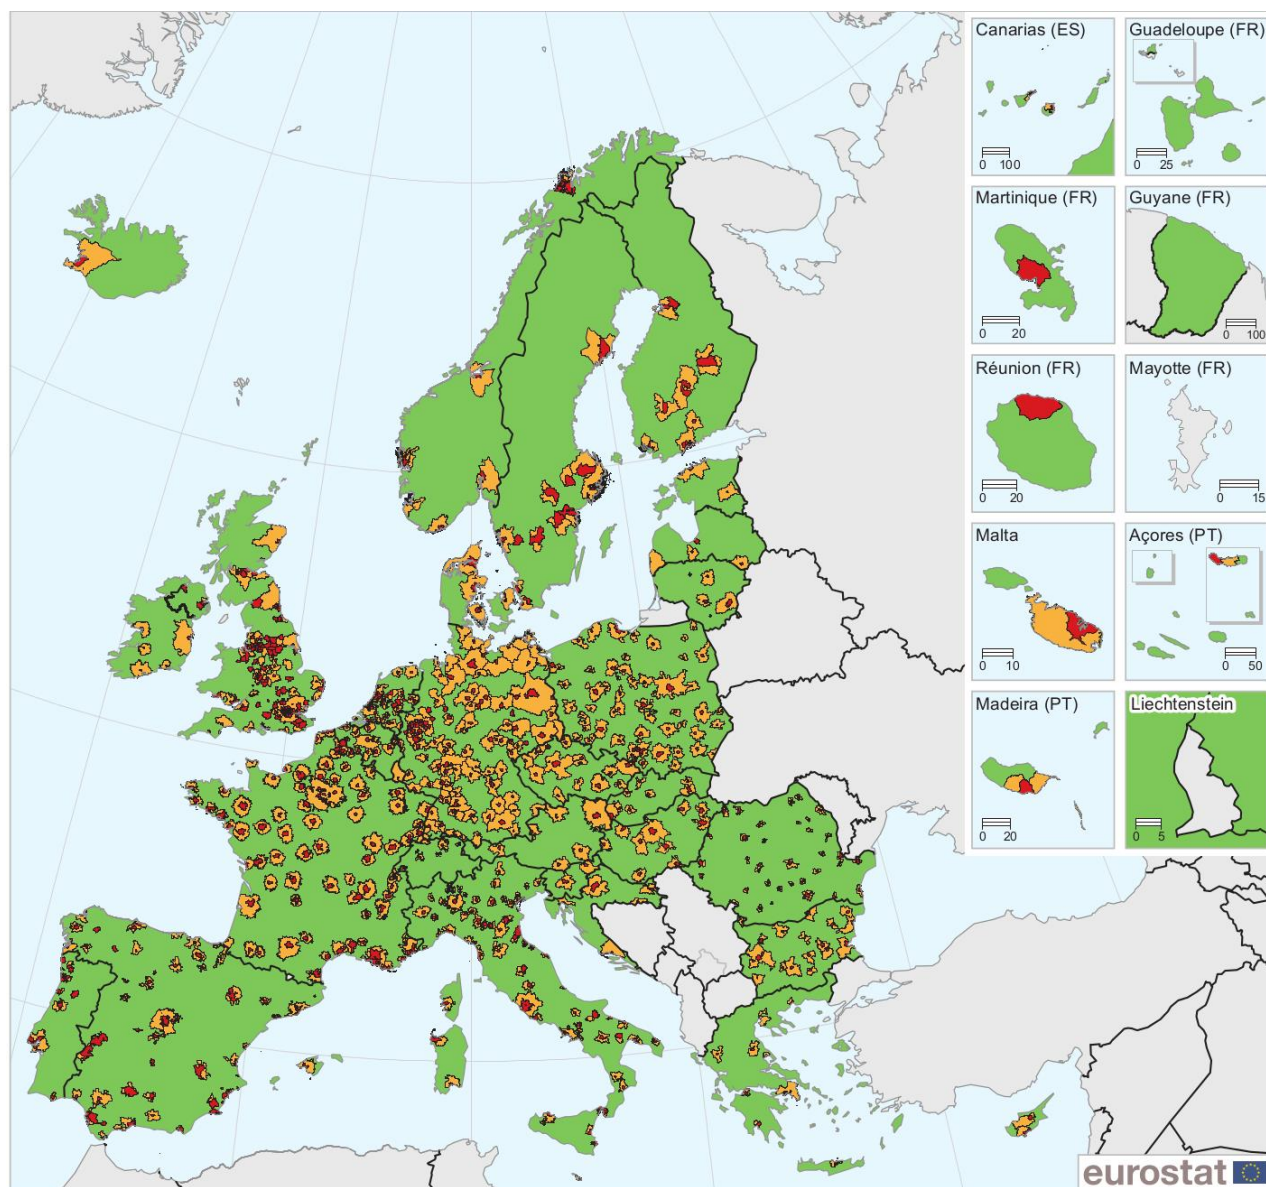 Canarias (ES)
0 100
Guadeloupe (FR)
0 25
Martinique (FR)
0 20
Guyane (FR)
0 100
Réunion (FR)
0 20
Mayotte (FR)
0 15
Malta
0 10
Açores (PT)
0 50
Madeira (PT)
0 20
Liechtenstein
0 5
eurostat